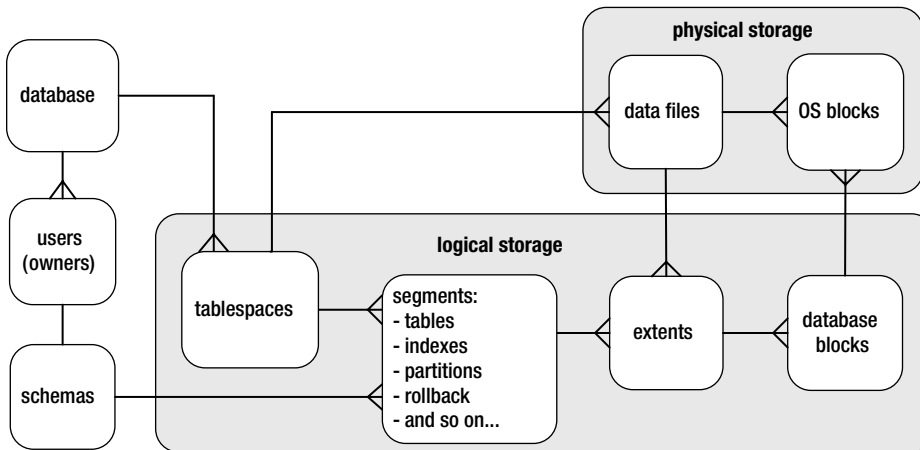 physical storage
database
data files
OS blocks
users
(owners)
logical storage
tablespaces
segments:
- tables
- indexes
- partitions
- rollback
- and so on...
extents
database
blocks
schemas